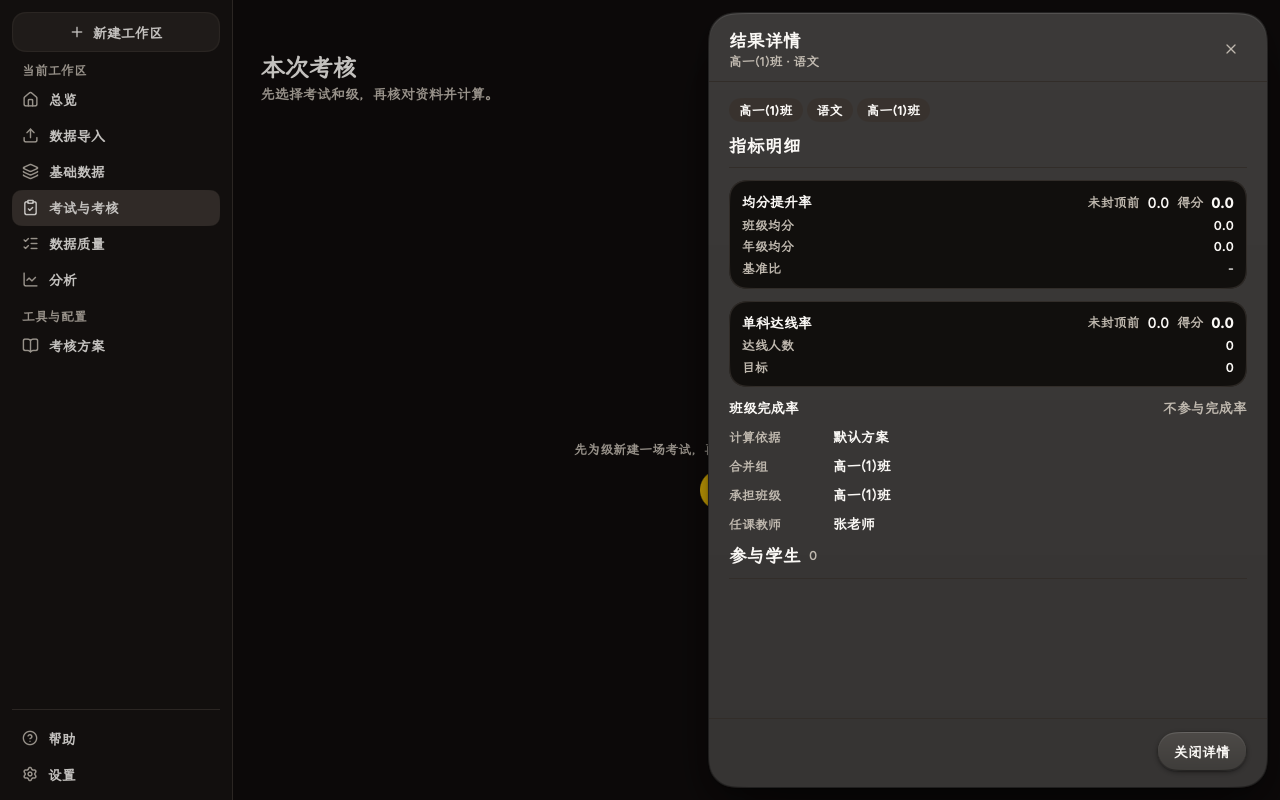 新建工作区
当前工作区
总览
数据导入
基础数据
考试与考核
数据质量
分析
工具与配置
考核方案
帮助
设置
本次考核
先选择考试和级，再核对资料并计算。
先为级新建一场考试，
结果详情
高一(1)班 · 语文
高一(1)班 语文 高一(1)班
指标明细
均分提升率 未封顶前 0.0 得分 0.0
班级均分 0.0
年级均分 0.0
基准比 -
单科达线率 未封顶前 0.0 得分 0.0
达线人数 0
目标 0
班级完成率 不参与完成率
计算依据 默认方案
合并组 高一(1)班
承担班级 高一(1)班
任课教师 张老师
参与学生 0
关闭详情